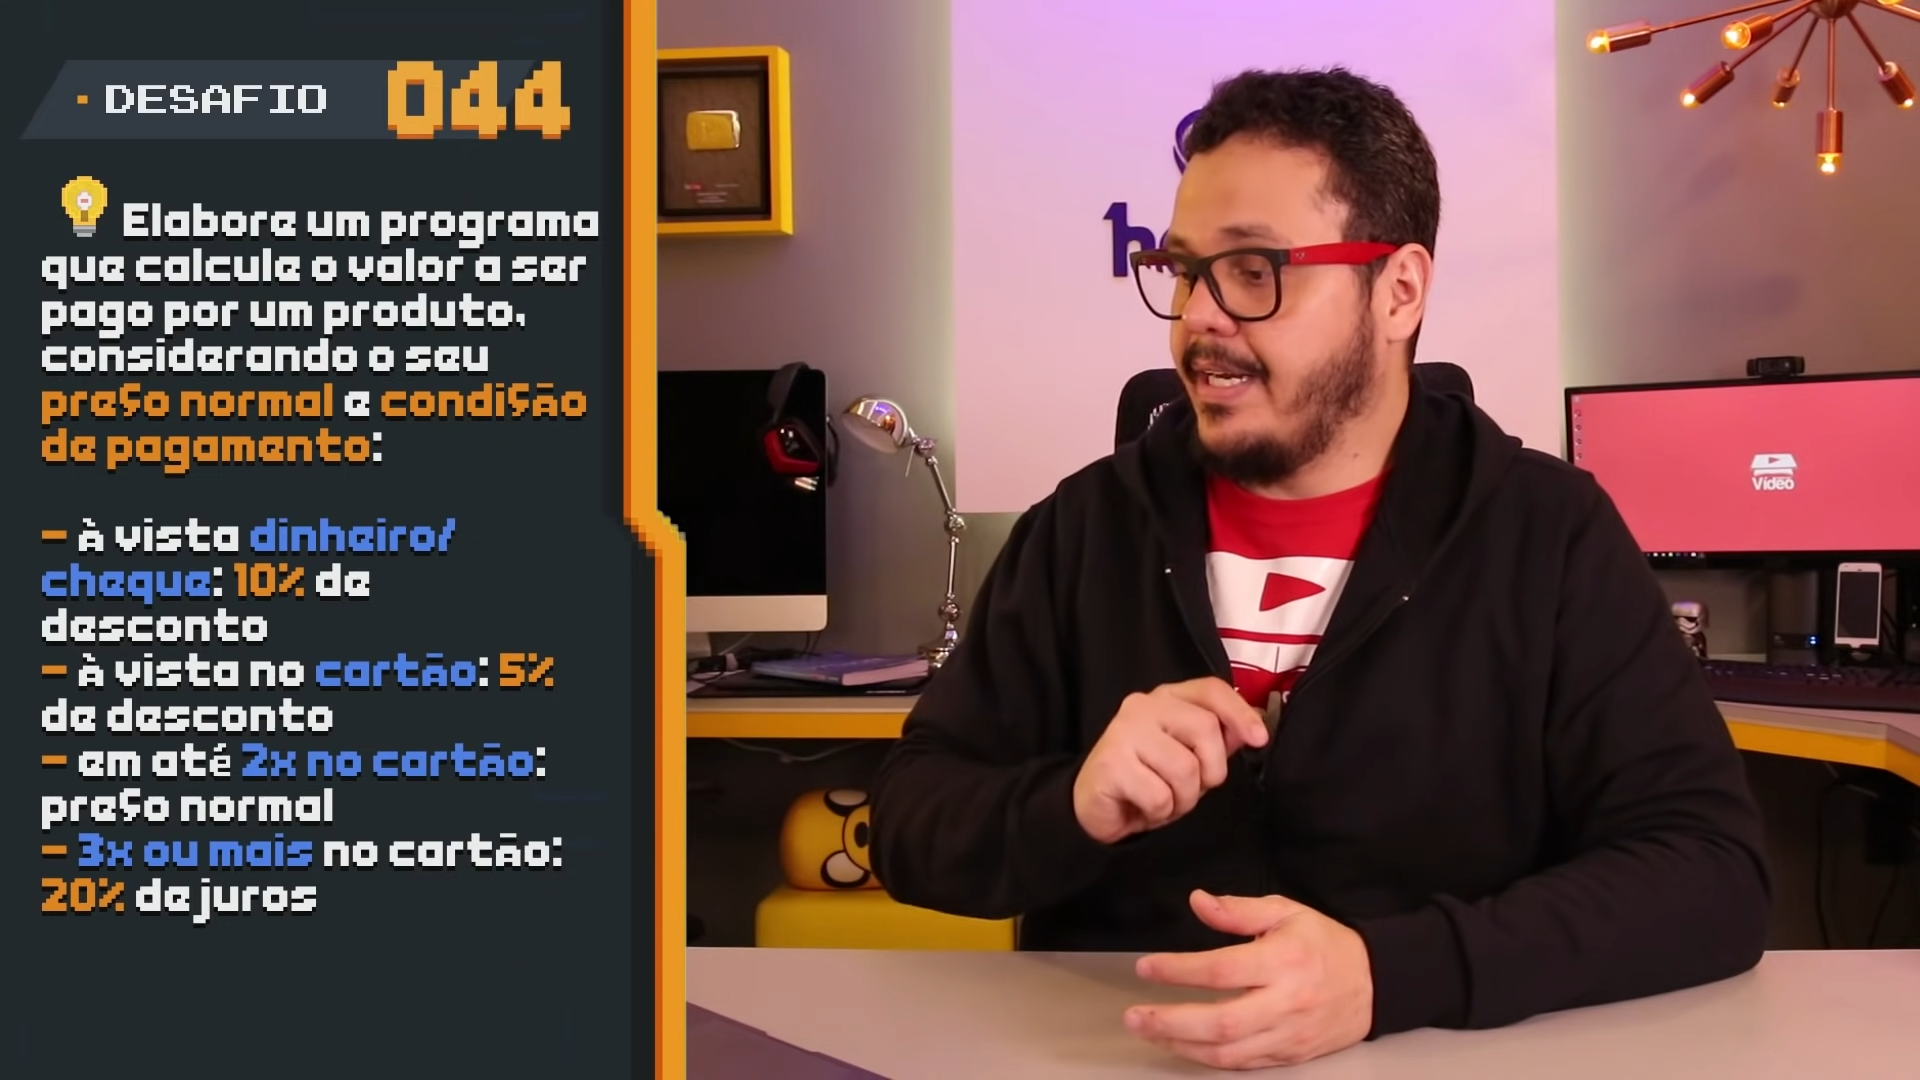 DESAFIO 044
Elabore um programa
que calcule o valor a ser
pago por um produto,
considerando o seu
preço normal e condição
de pagamento:
- à vista dinheiro/
cheque: 10% de
desconto
- à vista no cartão: 5%
de desconto
- em até 2x no cartão:
preço normal
- 3x ou mais no cartão:
20% de juros
Vídeo